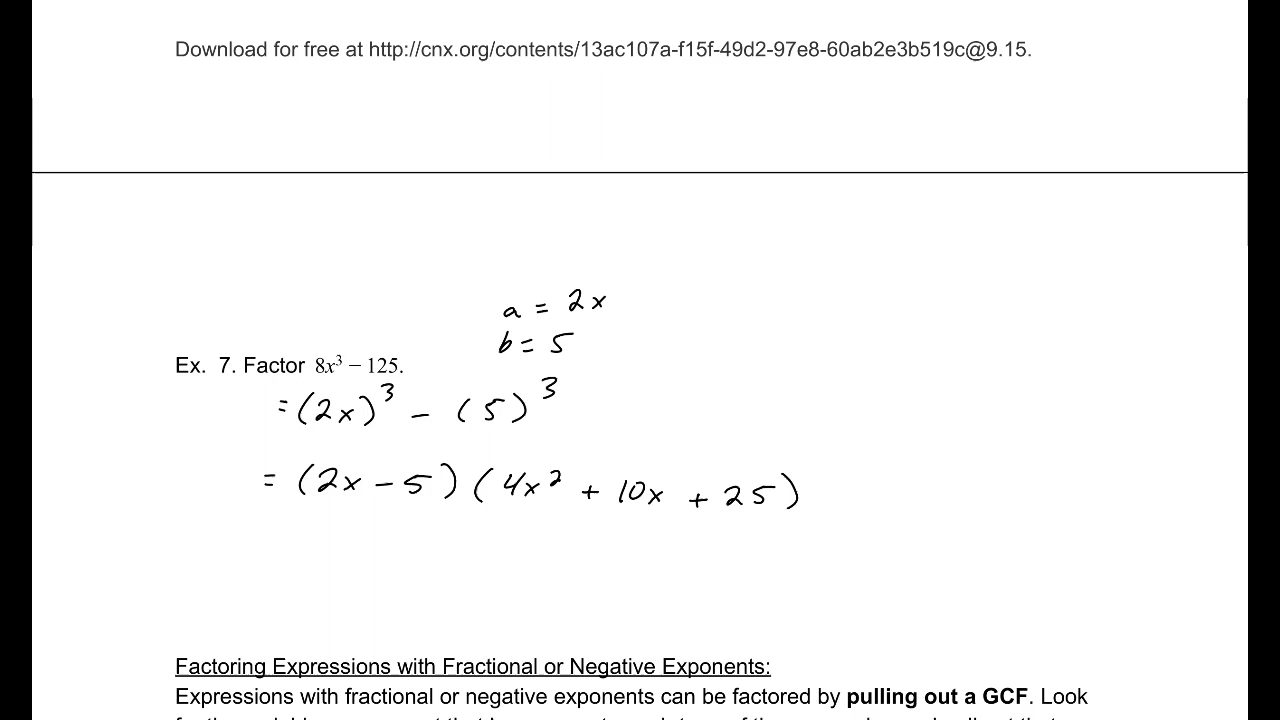 Download for free at http://cnx.org/contents/13ac107a-f15f-49d2-97e8-60ab2e3b519c@9.15.
a = 2x
b = 5
Ex. 7. Factor 8x³ − 125.
= (2x)³ − (5)³
= (2x − 5)(4x² + 10x + 25)
Factoring Expressions with Fractional or Negative Exponents:
Expressions with fractional or negative exponents can be factored by pulling out a GCF. Look